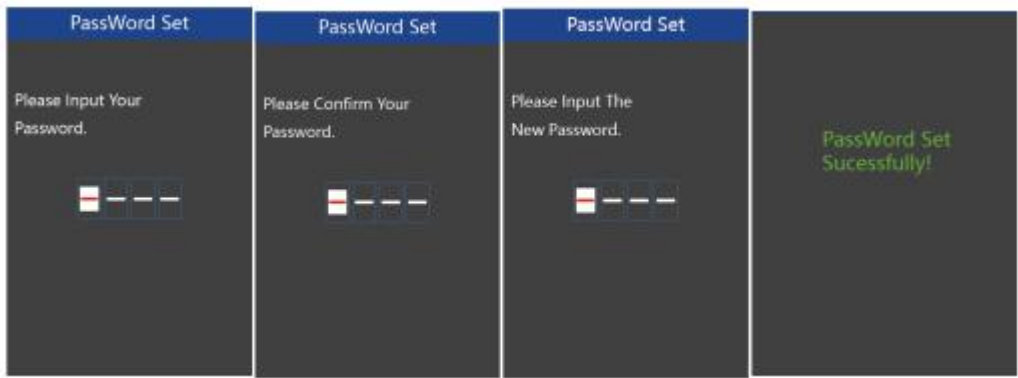 PassWord Set
Please Input Your
Password.
PassWord Set
Please Confirm Your
Password.
PassWord Set
Please Input The
New Password.
PassWord Set
Sucessfully!